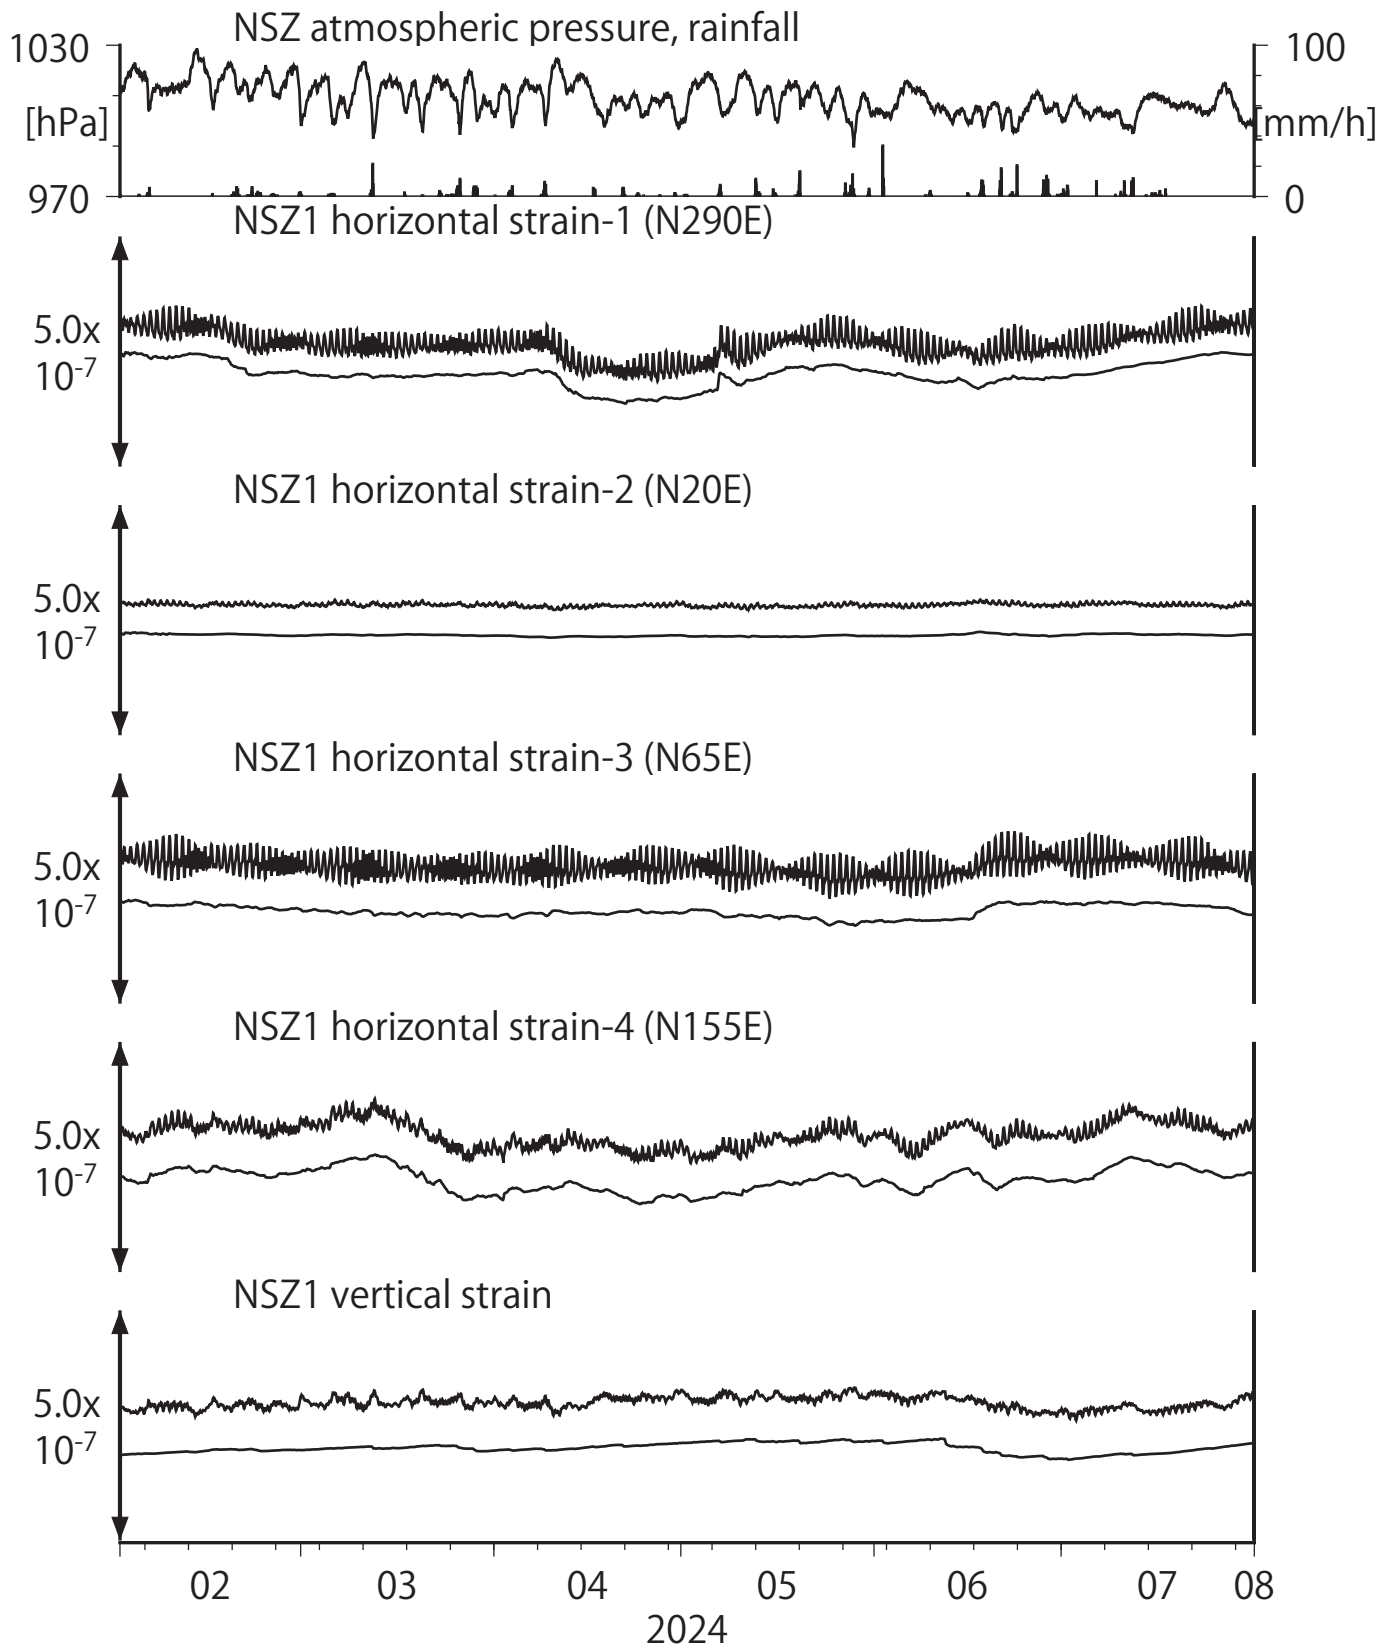 NSZ atmospheric pressure, rainfall
1030
100
[hPa]
[mm/h]
970
0
NSZ1 horizontal strain-1 (N290E)
5.0x
10-7
NSZ1 horizontal strain-2 (N20E)
5.0x
10-7
NSZ1 horizontal strain-3 (N65E)
5.0x
10-7
NSZ1 horizontal strain-4 (N155E)
5.0x
10-7
NSZ1 vertical strain
5.0x
10-7
02 03 04 05 06 07 08
2024